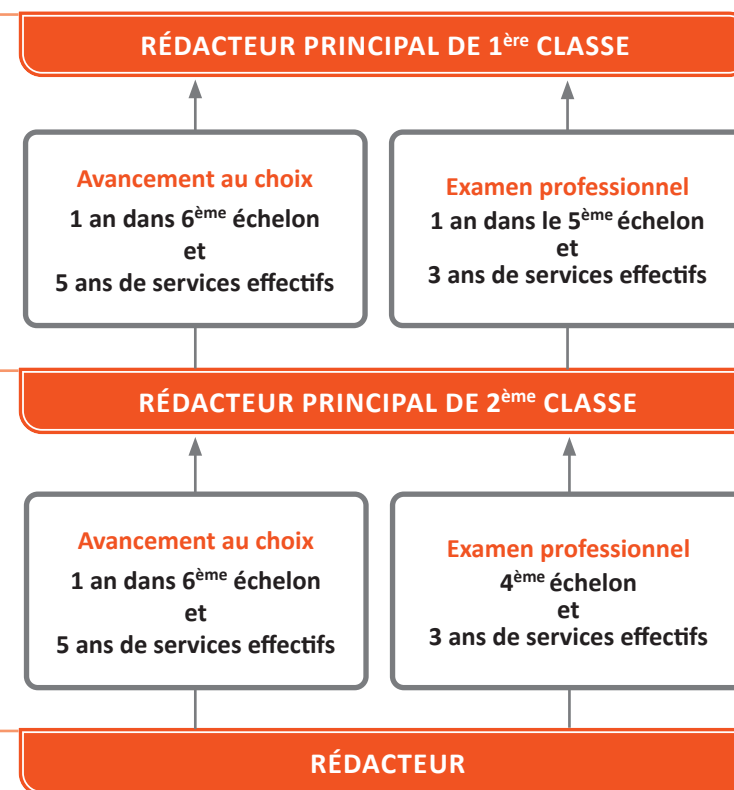 RÉDACTEUR PRINCIPAL DE 1ère CLASSE
Avancement au choix
1 an dans 6ème échelon
et
5 ans de services effectifs
Examen professionnel
1 an dans le 5ème échelon
et
3 ans de services effectifs
RÉDACTEUR PRINCIPAL DE 2ème CLASSE
Avancement au choix
1 an dans 6ème échelon
et
5 ans de services effectifs
Examen professionnel
4ème échelon
et
3 ans de services effectifs
RÉDACTEUR